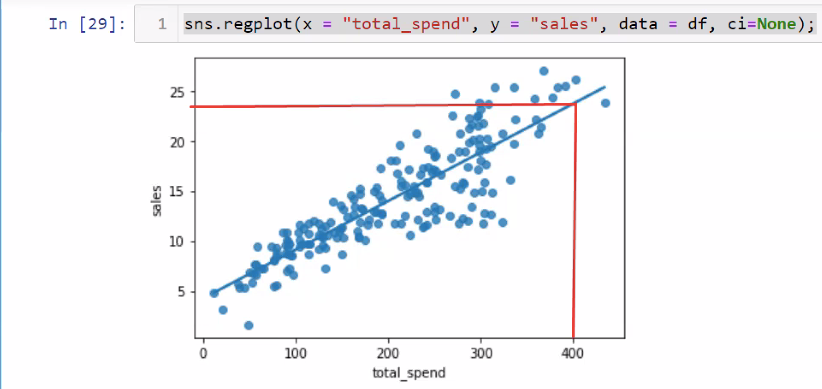 In [29]: 1 sns.regplot(x = "total_spend", y = "sales", data = df, ci=None);
25
20
15
10
5
sales
0 100 200 300 400
total_spend